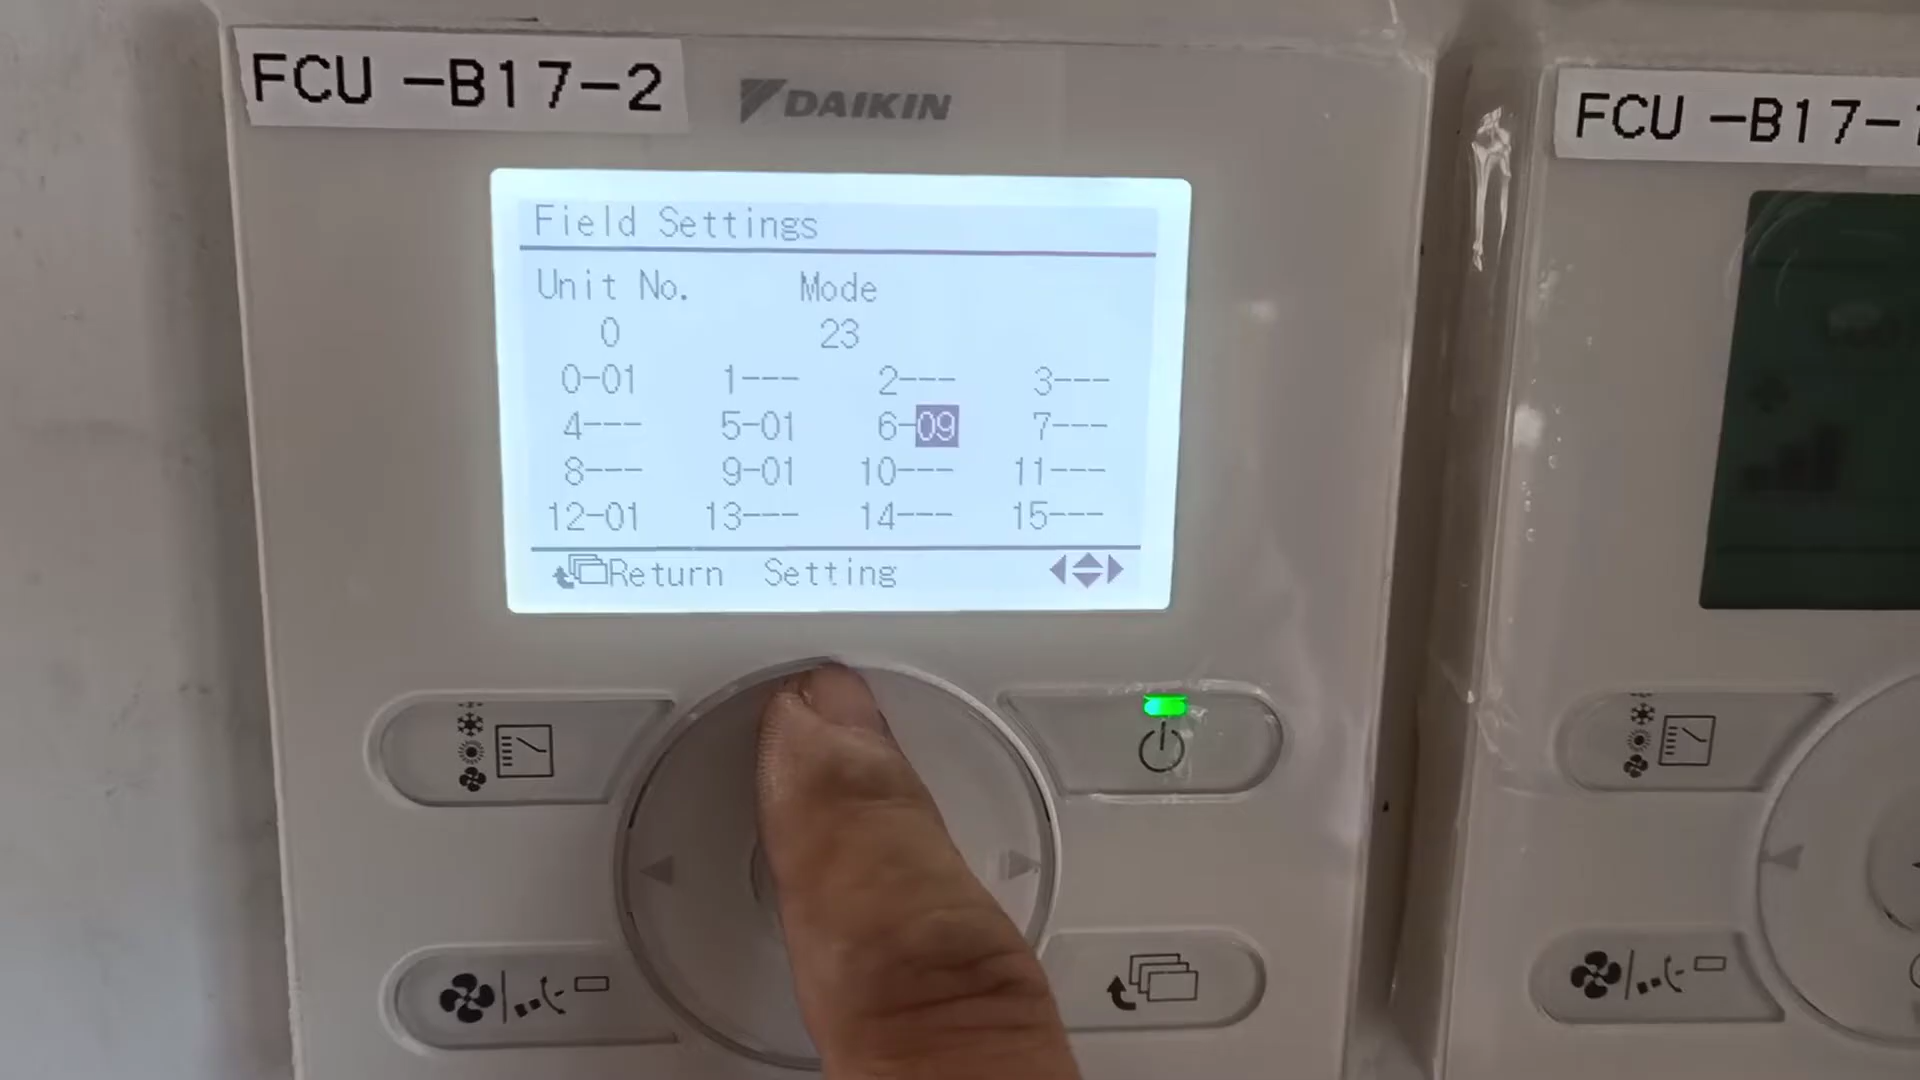 FCU -B17-2
DAIKIN
FCU -B17-
Field Settings
Unit No. Mode
0 23
0-01 1--- 2--- 3---
4--- 5-01 6-09 7---
8--- 9-01 10--- 11---
12-01 13--- 14--- 15---
Return Setting